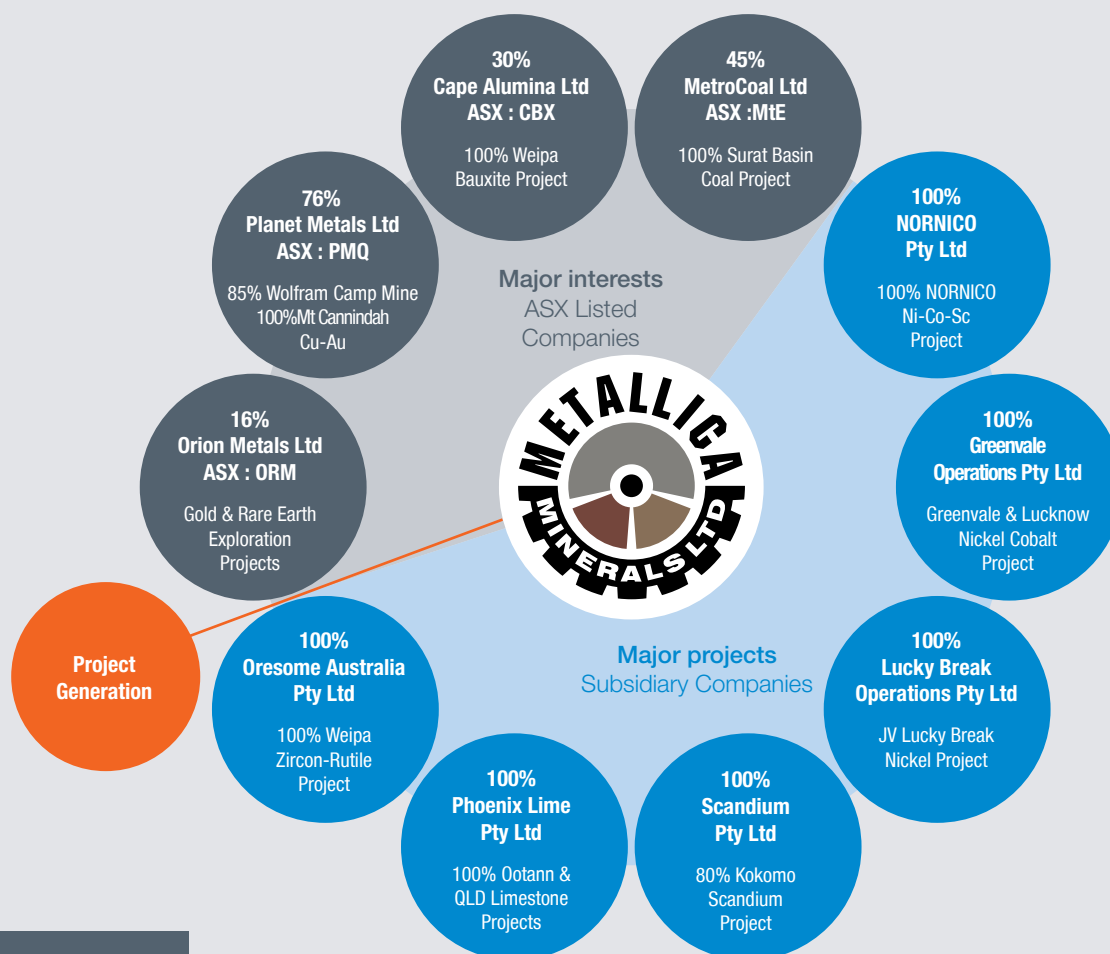 30%
Cape Alumina Ltd
ASX : CBX
100% Weipa
Bauxite Project
45%
MetroCoal Ltd
ASX :MtE
100% Surat Basin
Coal Project
76%
Planet Metals Ltd
ASX : PMQ
85% Wolfram Camp Mine
100%Mt Cannindah
Cu-Au
100%
NORNICO
Pty Ltd
100% NORNICO
Ni-Co-Sc
Project
Major interests
ASX Listed
Companies
16%
Orion Metals Ltd
ASX : ORM
Gold & Rare Earth
Exploration
Projects
METALLICA
MINERALS LTD
100%
Greenvale
Operations Pty Ltd
Greenvale & Lucknow
Nickel Cobalt
Project
Project
Generation
100%
Oresome Australia
Pty Ltd
100% Weipa
Zircon-Rutile
Project
Major projects
Subsidiary Companies
100%
Lucky Break
Operations Pty Ltd
JV Lucky Break
Nickel Project
100%
Phoenix Lime
Pty Ltd
100% Ootann &
QLD Limestone
Projects
100%
Scandium
Pty Ltd
80% Kokomo
Scandium
Project